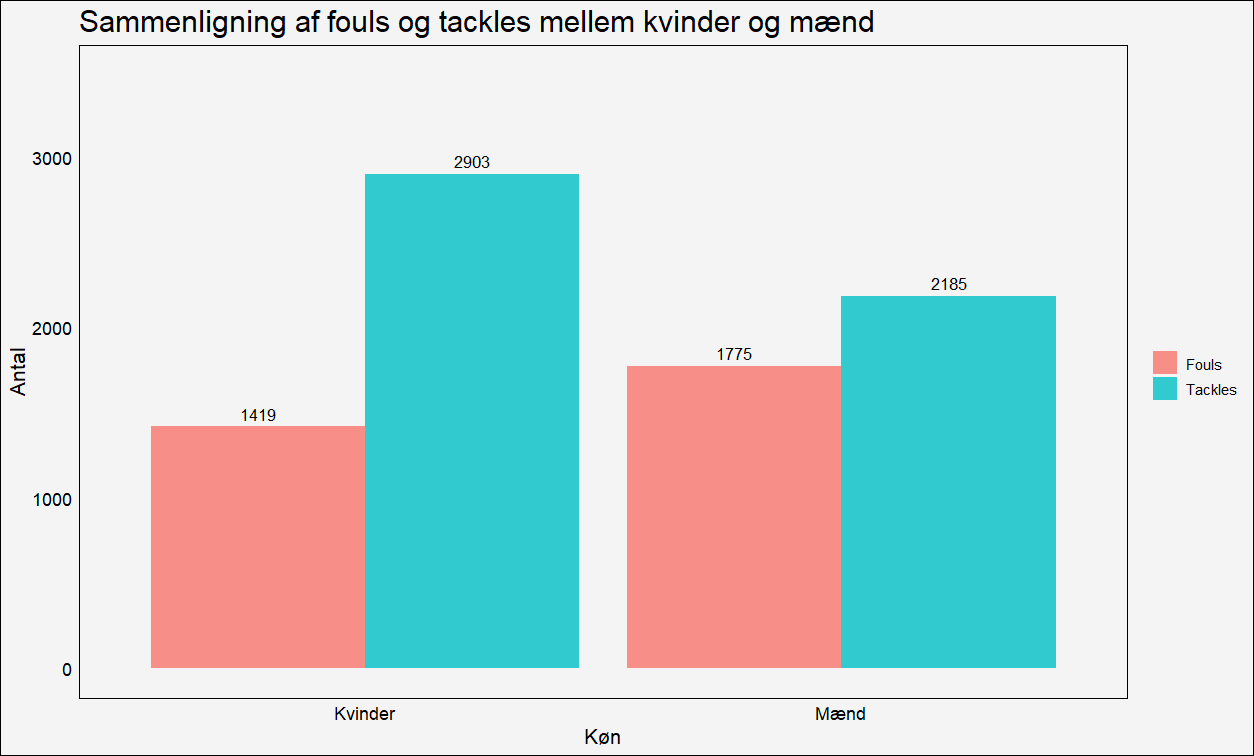 Sammenligning af fouls og tackles mellem kvinder og mænd
Antal
3000
2000
1000
0
1419
2903
1775
2185
Kvinder
Mænd
Køn
Fouls
Tackles